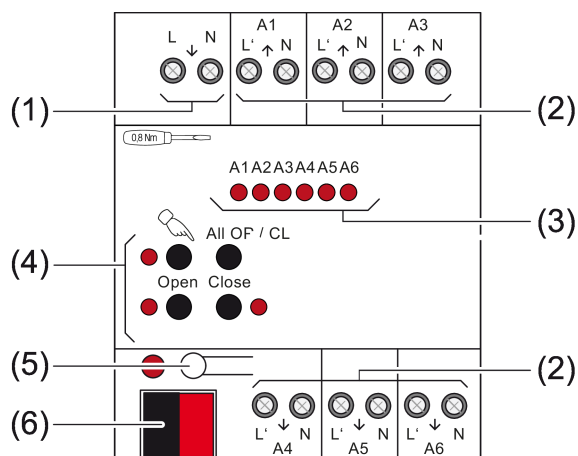 A1 A2 A3
L N L' N L' N L' N
(1) (2)
0,8 Nm
A1 A2 A3 A4 A5 A6
(3)
(4) All OP / CL
Open Close
(5) (2)
(6)
L' N L' N L' N
A4 A5 A6